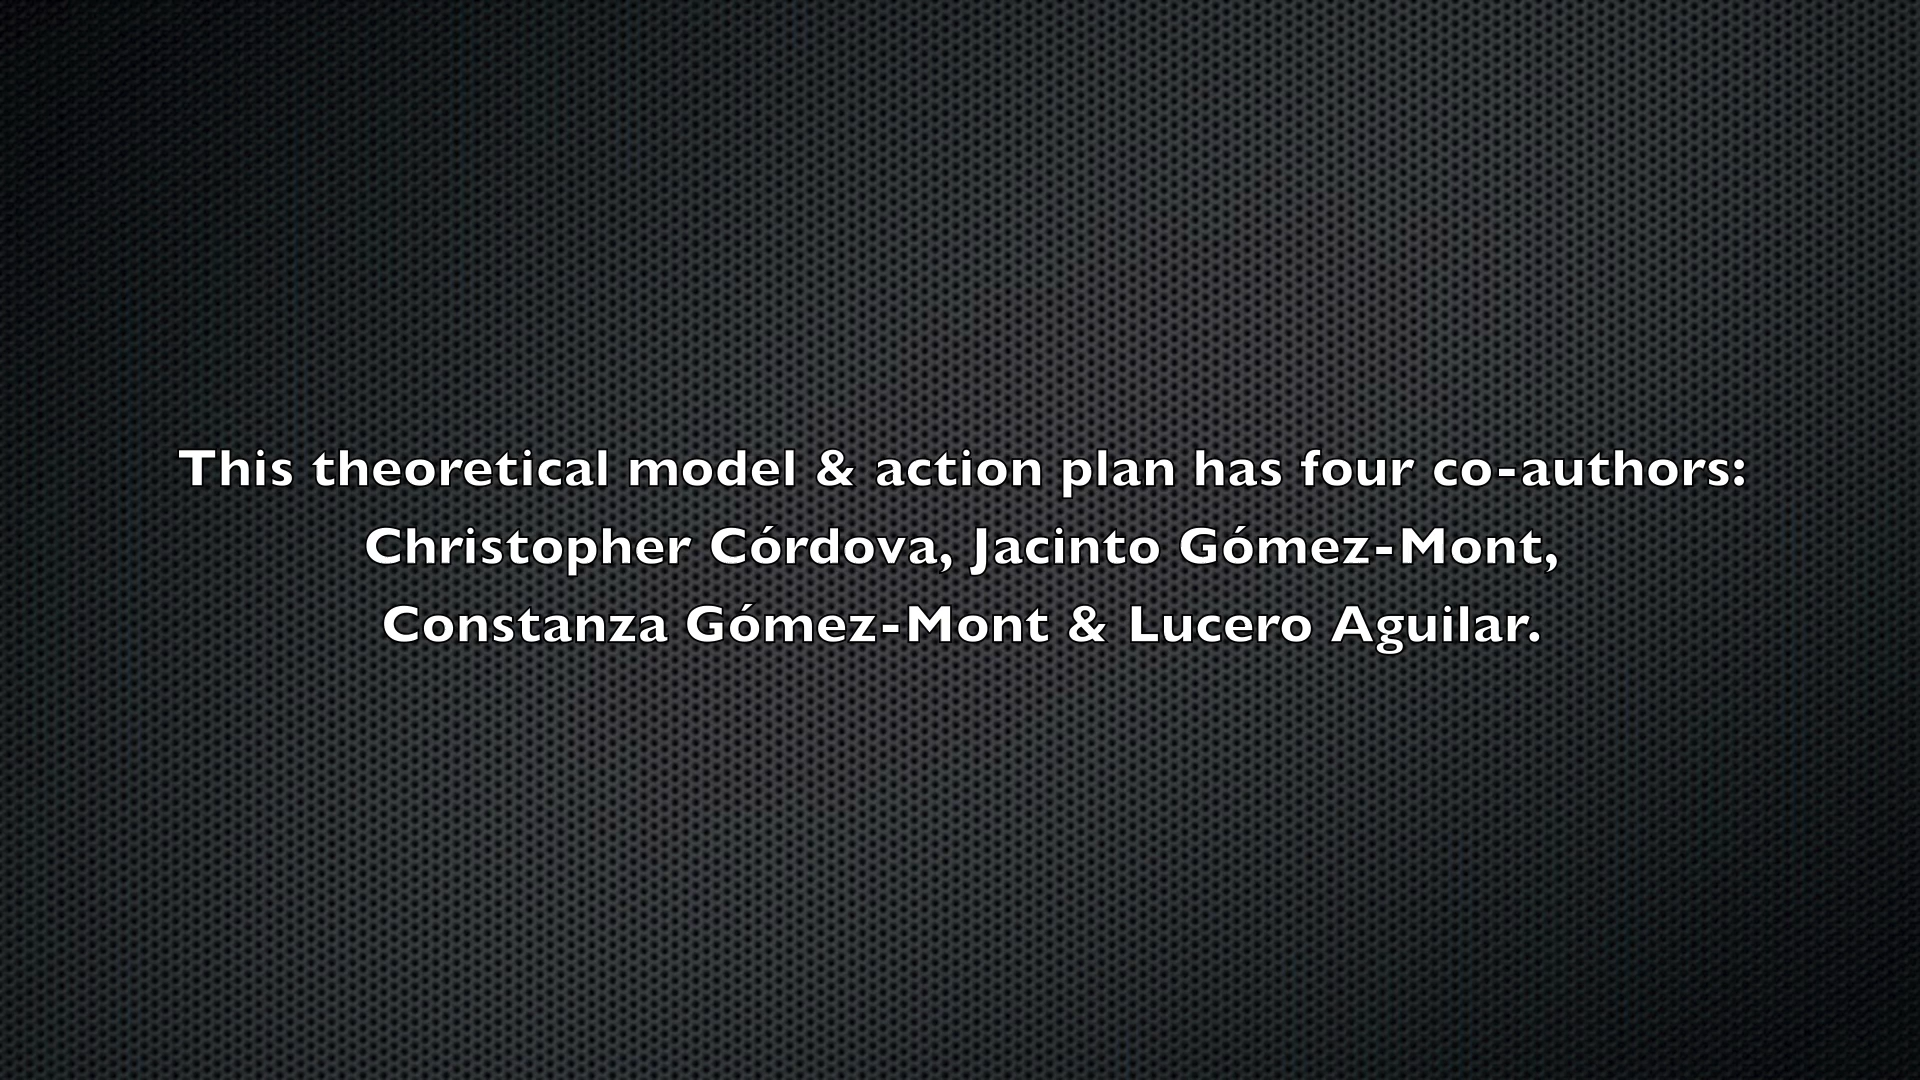 This theoretical model & action plan has four co-authors:
Christopher Córdova, Jacinto Gómez-Mont,
Constanza Gómez-Mont & Lucero Aguilar.